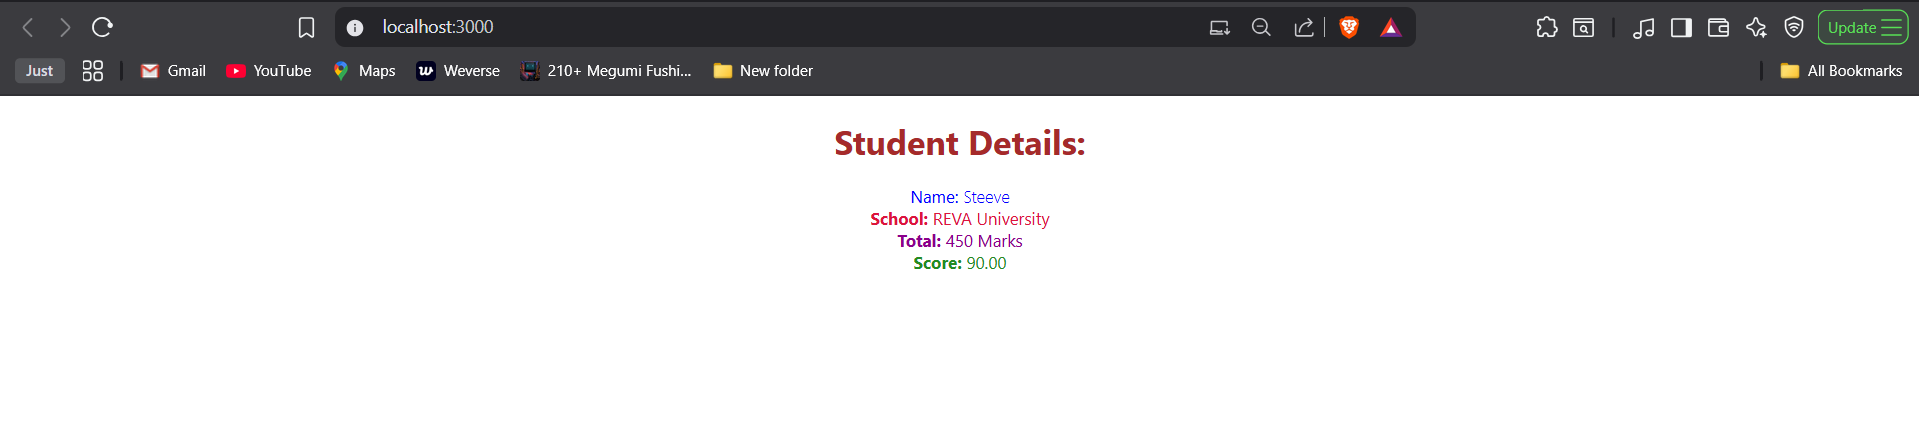 localhost:3000
Update
Just
Gmail
YouTube
Maps
Weverse
210+ Megumi Fushi...
New folder
All Bookmarks
Student Details:
Name: Steeve
School: REVA University
Total: 450 Marks
Score: 90.00